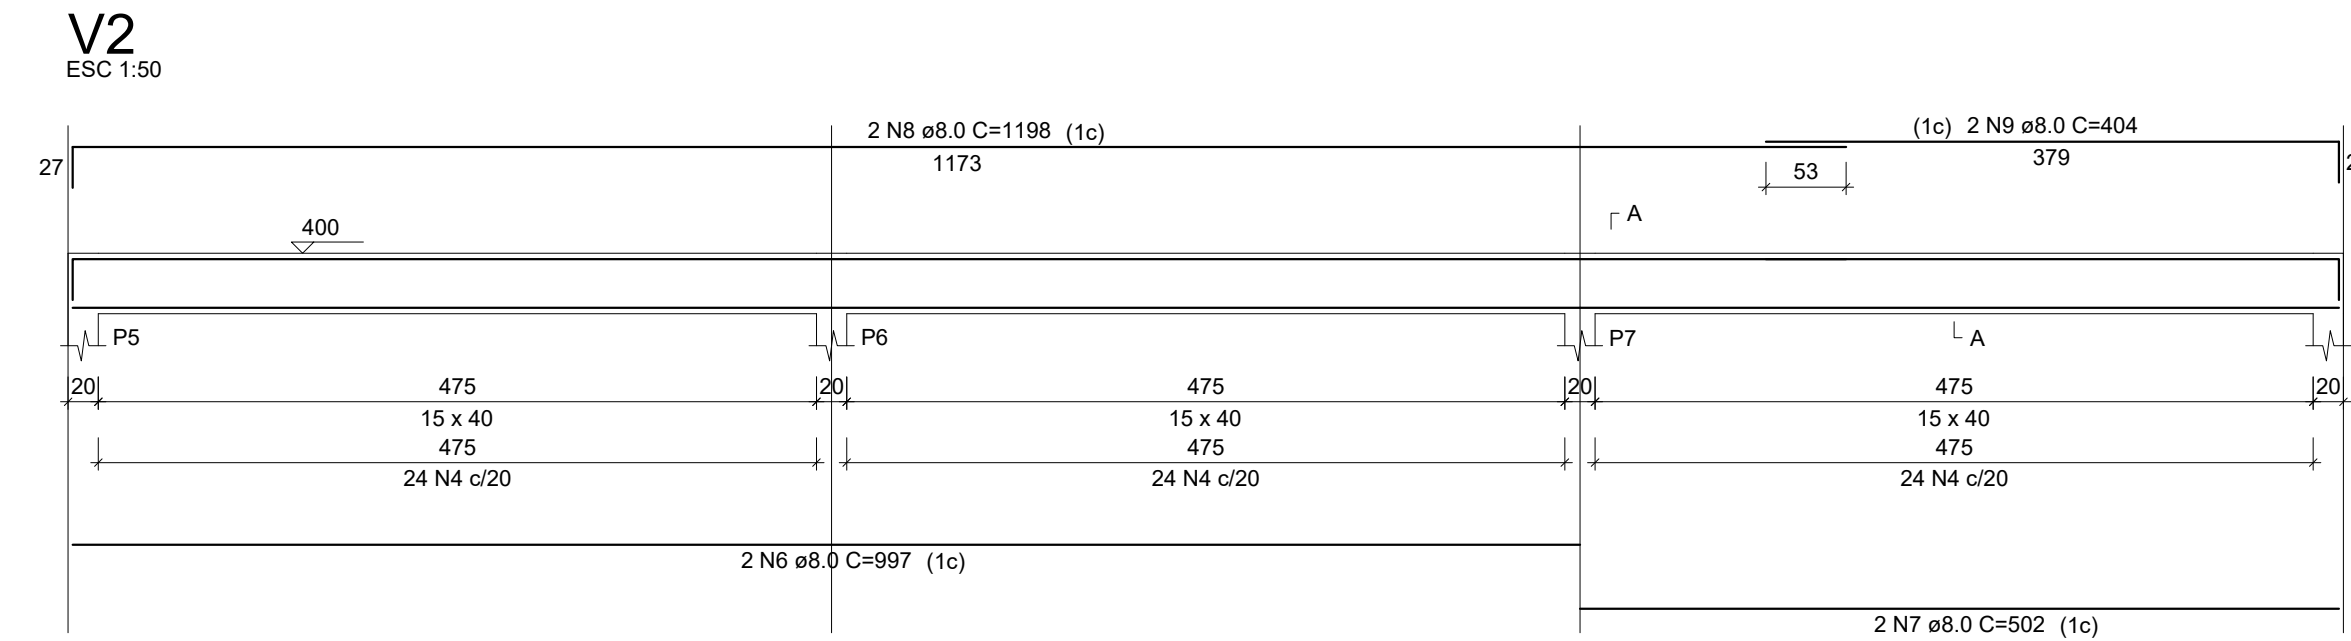 V2
ESC 1:50
2 N8 ø8.0 C=1198 (1c)
(1c) 2 N9 ø8.0 C=404
27
1173
379
53
A
400
P5
P6
P7
A
20
475
20
475
20
475
20
15 x 40
15 x 40
15 x 40
475
475
475
24 N4 c/20
24 N4 c/20
24 N4 c/20
2 N6 ø8.0 C=997 (1c)
2 N7 ø8.0 C=502 (1c)